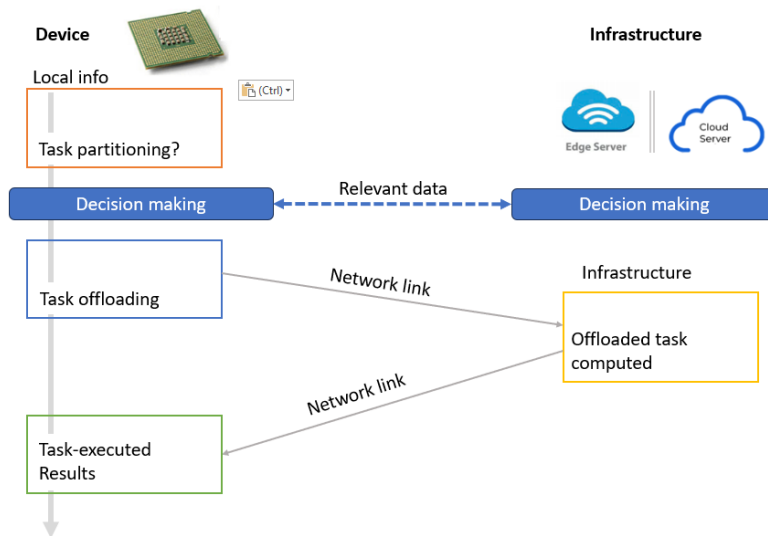 Device
Infrastructure
Local info
(Ctrl)
Task partitioning?
Edge Server
Cloud
Server
Decision making
Relevant data
Decision making
Task offloading
Network link
Infrastructure
Offloaded task
computed
Network link
Task-executed
Results